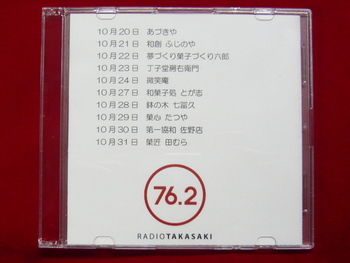 10月20日 あづきや
10月21日 和創 ふじのや
10月22日 夢づくり菓子づくり六郎
10月23日 丁子堂房右衛門
10月24日 微笑庵
10月27日 和菓子処 とが志
10月28日 鉢の木 七冨久
10月29日 菓心 たつや
10月30日 第一協和 佐野店
10月31日 菓匠 田むら
76.2
RADIOTAKASAKI